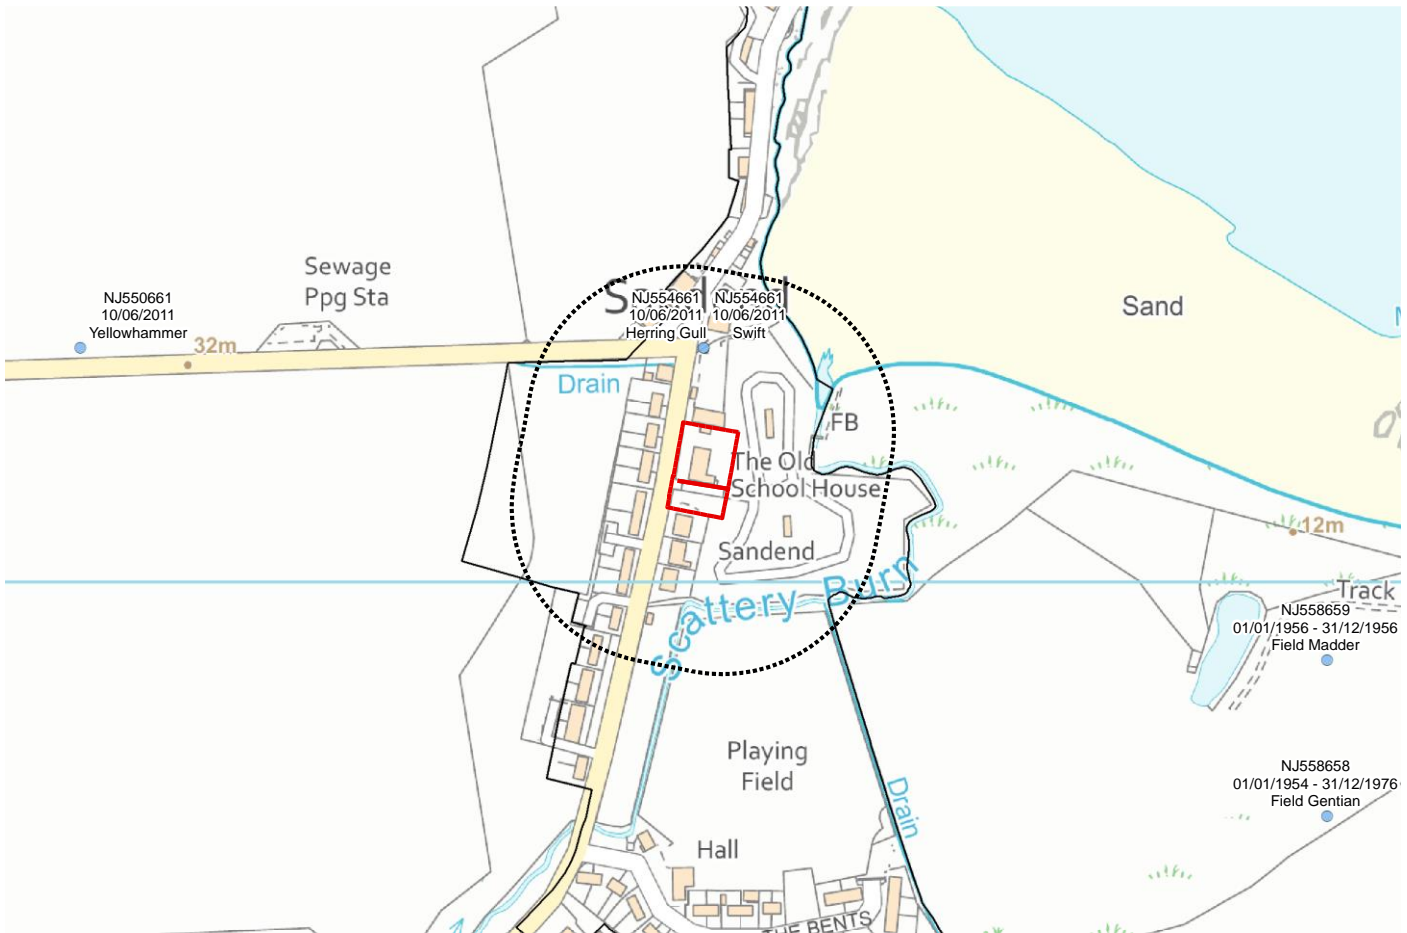 Sewage
Ppg Sta
NJ550661
10/06/2011
Yellowhammer
32m
NJ554661
10/06/2011
Herring Gull
NJ554661
10/06/2011
Swift
Sand
Drain
FB
The Old
School House
Sandend
12m
Scattery Burn
Track
NJ558659
01/01/1956 - 31/12/1956
Field Madder
Playing
Field
NJ558658
01/01/1954 - 31/12/1976
Field Gentian
Drain
Hall
THE BENTS